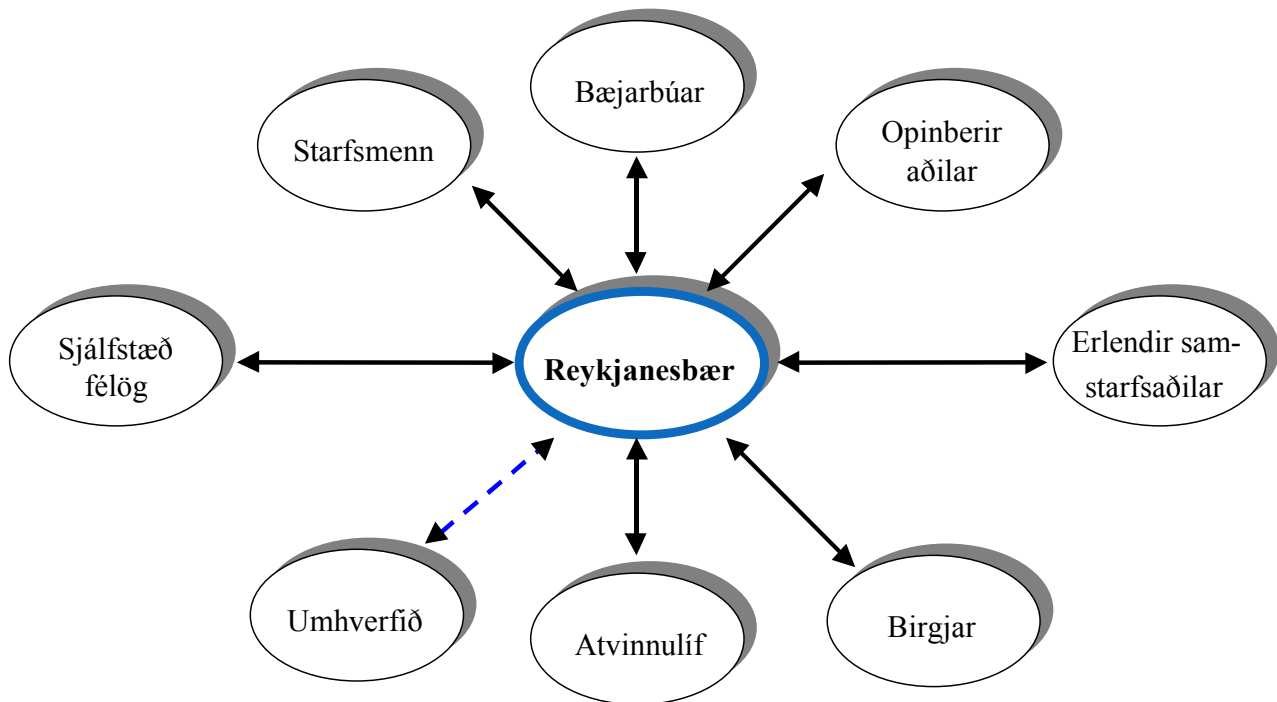 Bæjarbúar
Starfsmenn
Opinberir
aðilar
Sjálfstæð
félög
Reykjanesbær
Erlendir sam-
starfsaðilar
Umhverfið
Atvinnulíf
Birgjar